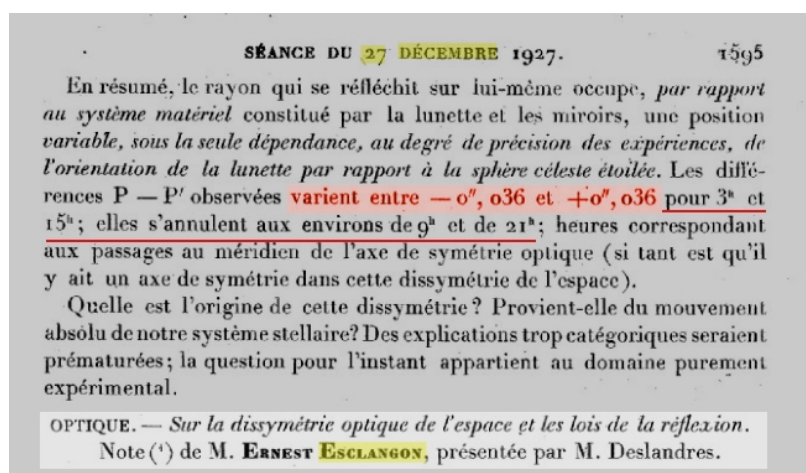 SÉANCE DU 27 DÉCEMBRE 1927. 1595
En résumé, le rayon qui se réfléchit sur lui-même occupe, par rapport
au système matériel constitué par la lunette et les miroirs, une position
variable, sous la seule dépendance, au degré de précision des expériences, de
l'orientation de la lunette par rapport à la sphère céleste étoilée. Les diffé-
rences P — P′ observées varient entre — 0″, 036 et +0″, 036 pour 3ʰ et
15ʰ; elles s'annulent aux environs de 9ʰ et de 21ʰ; heures correspondant
aux passages au méridien de l'axe de symétrie optique (si tant est qu'il
y ait un axe de symétrie dans cette dissymétrie de l'espace).
Quelle est l'origine de cette dissymétrie? Provient-elle du mouvement
absolu de notre système stellaire? Des explications trop catégoriques seraient
prématurées; la question pour l'instant appartient au domaine purement
expérimental.
OPTIQUE. — Sur la dissymétrie optique de l'espace et les lois de la réflexion.
Note (¹) de M. ERNEST ESCLANGON, présentée par M. Deslandres.